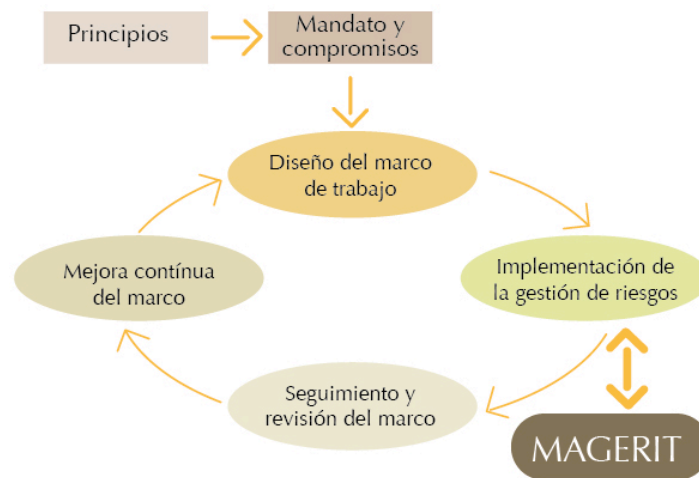 Principios
Mandato y
compromisos
Diseño del marco
de trabajo
Mejora contínua
del marco
Implementación de
la gestión de riesgos
Seguimiento y
revisión del marco
MAGERIT